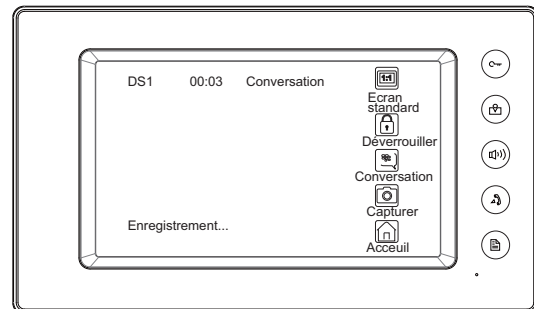 DS1 00:03 Conversation
1:1
Ecran
standard
Déverrouiller
Conversation
Capturer
Enregistrement...
Acceuil